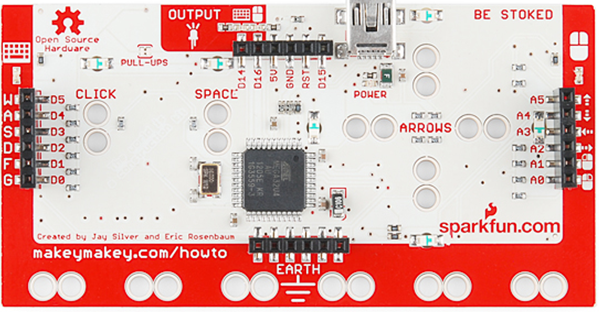 OUTPUT
BE STOKED
Open Source
Hardware
PULL-UPS
D14
D16
5V
GND
RST
D15
POWER
CLICK
SPACE
ARROWS
W D5
A D4
S D3
D D2
F D1
G D0
A5
A4
A3
A2
A1
A0
Created by Jay Silver and Eric Rosenbaum
makeymakey.com/howto
sparkfun.com
EARTH